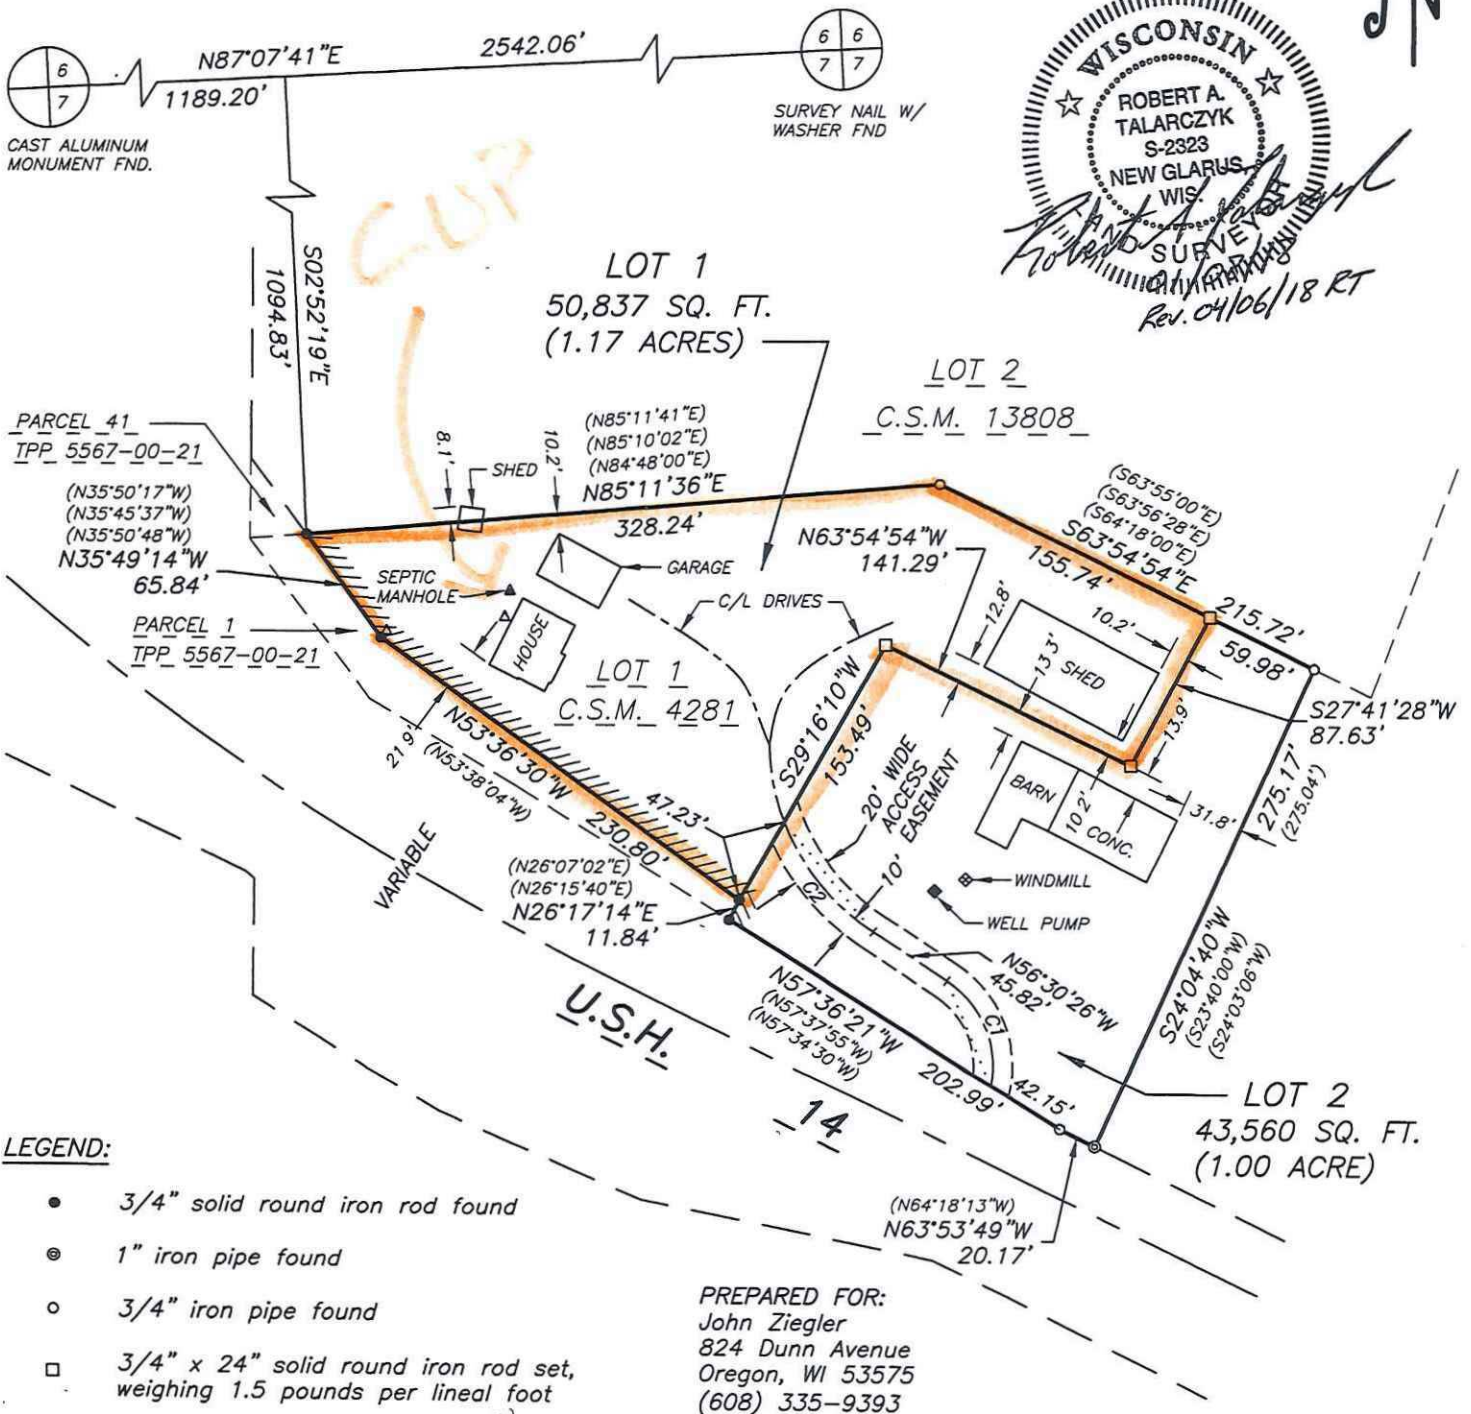 N87°07'41"E
2542.06'
1189.20'
6
7
6 6
7 7
CAST ALUMINUM
MONUMENT FND.
SURVEY NAIL W/
WASHER FND
WISCONSIN
ROBERT A.
TALARCZYK
S-2323
NEW GLARUS,
WIS.
LAND SURVEYOR
Rev. 04/06/18 RT
N
CUP
S02°52'19"E
1094.83'
LOT 1
50,837 SQ. FT.
(1.17 ACRES)
LOT 2
C.S.M. 13808
PARCEL 41
TPP 5567-00-21
(N35°50'17"W)
(N35°45'37"W)
(N35°50'48"W)
N35°49'14"W
65.84'
PARCEL 1
TPP 5567-00-21
8.1'
SHED
10.2'
(N85°11'41"E)
(N85°10'02"E)
(N84°48'00"E)
N85°11'36"E
328.24'
(S63°55'00"E)
(S63°56'28"E)
(S64°18'00"E)
S63°54'54"E
155.74'
N63°54'54"W
141.29'
215.72'
59.98'
S27°41'28"W
87.63'
SEPTIC
MANHOLE
GARAGE
C/L DRIVES
HOUSE
LOT 1
C.S.M. 4281
12.8'
13.3'
SHED
10.2'
13.9'
21.9'
N53°36'30"W
(N53°38'04"W)
230.80'
47.23'
S29°16'10"W
153.49'
20' WIDE
ACCESS
EASEMENT
10'
BARN
10.2'
CONC.
31.8'
275.17'
(275.04')
WINDMILL
WELL PUMP
VARIABLE
(N26°07'02"E)
(N26°15'40"E)
N26°17'14"E
11.84'
C2
N56°30'26"W
45.82'
C1
S24°04'40"W
(S23°40'00"W)
(S24°03'06"W)
N57°36'21"W
(N57°37'55"W)
(N57°34'30"W)
202.99'
42.15'
U.S.H.
14
LOT 2
43,560 SQ. FT.
(1.00 ACRE)
(N64°18'13"W)
N63°53'49"W
20.17'
LEGEND:
3/4" solid round iron rod found
1" iron pipe found
3/4" iron pipe found
3/4" x 24" solid round iron rod set,
weighing 1.5 pounds per lineal foot
PREPARED FOR:
John Ziegler
824 Dunn Avenue
Oregon, WI 53575
(608) 335-9393